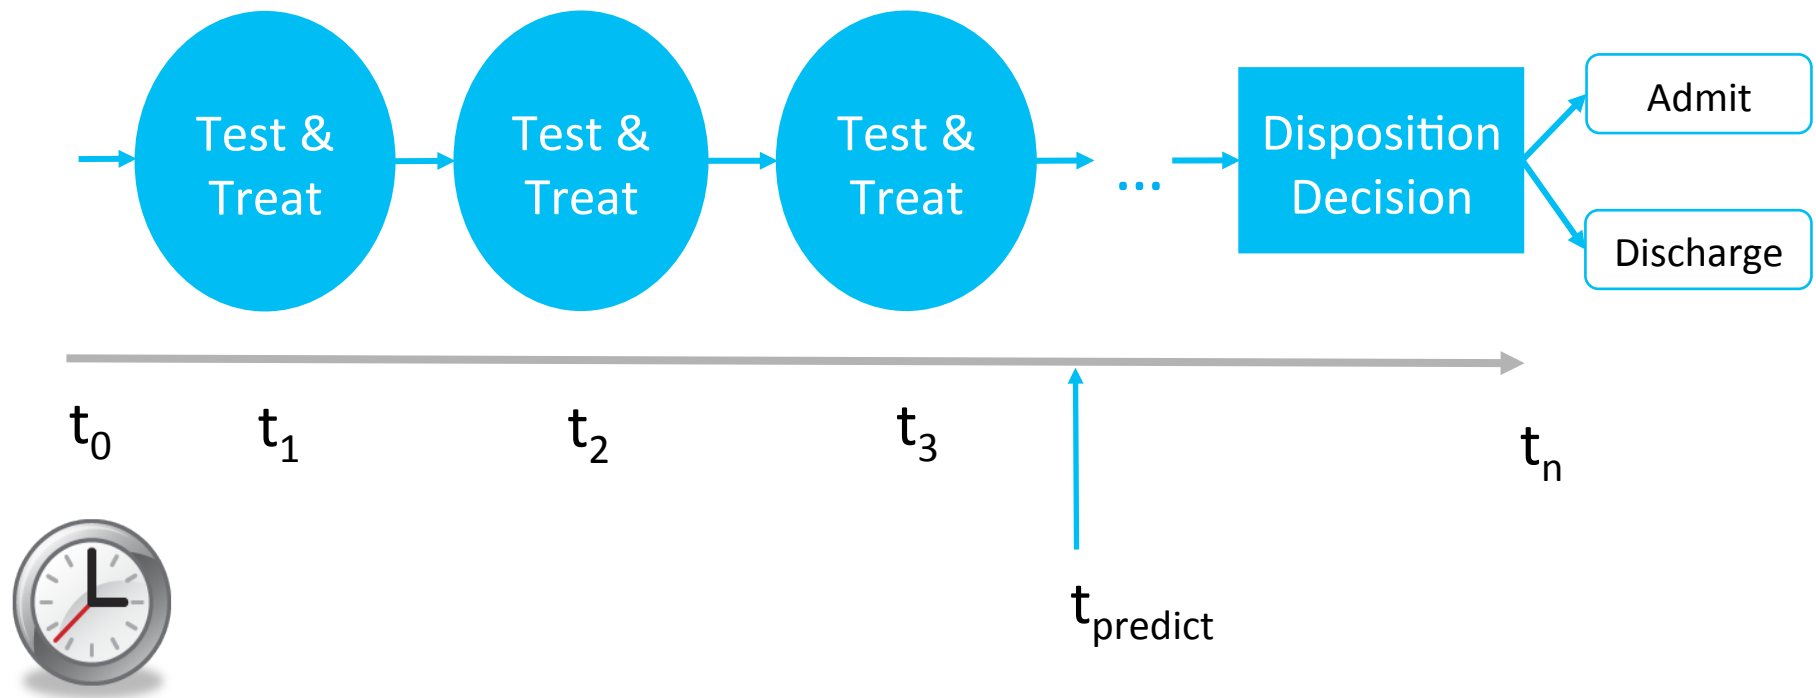 Test &
Treat
Test &
Treat
Test &
Treat
...
Disposition
Decision
Admit
Discharge
t0
t1
t2
t3
tn
tpredict